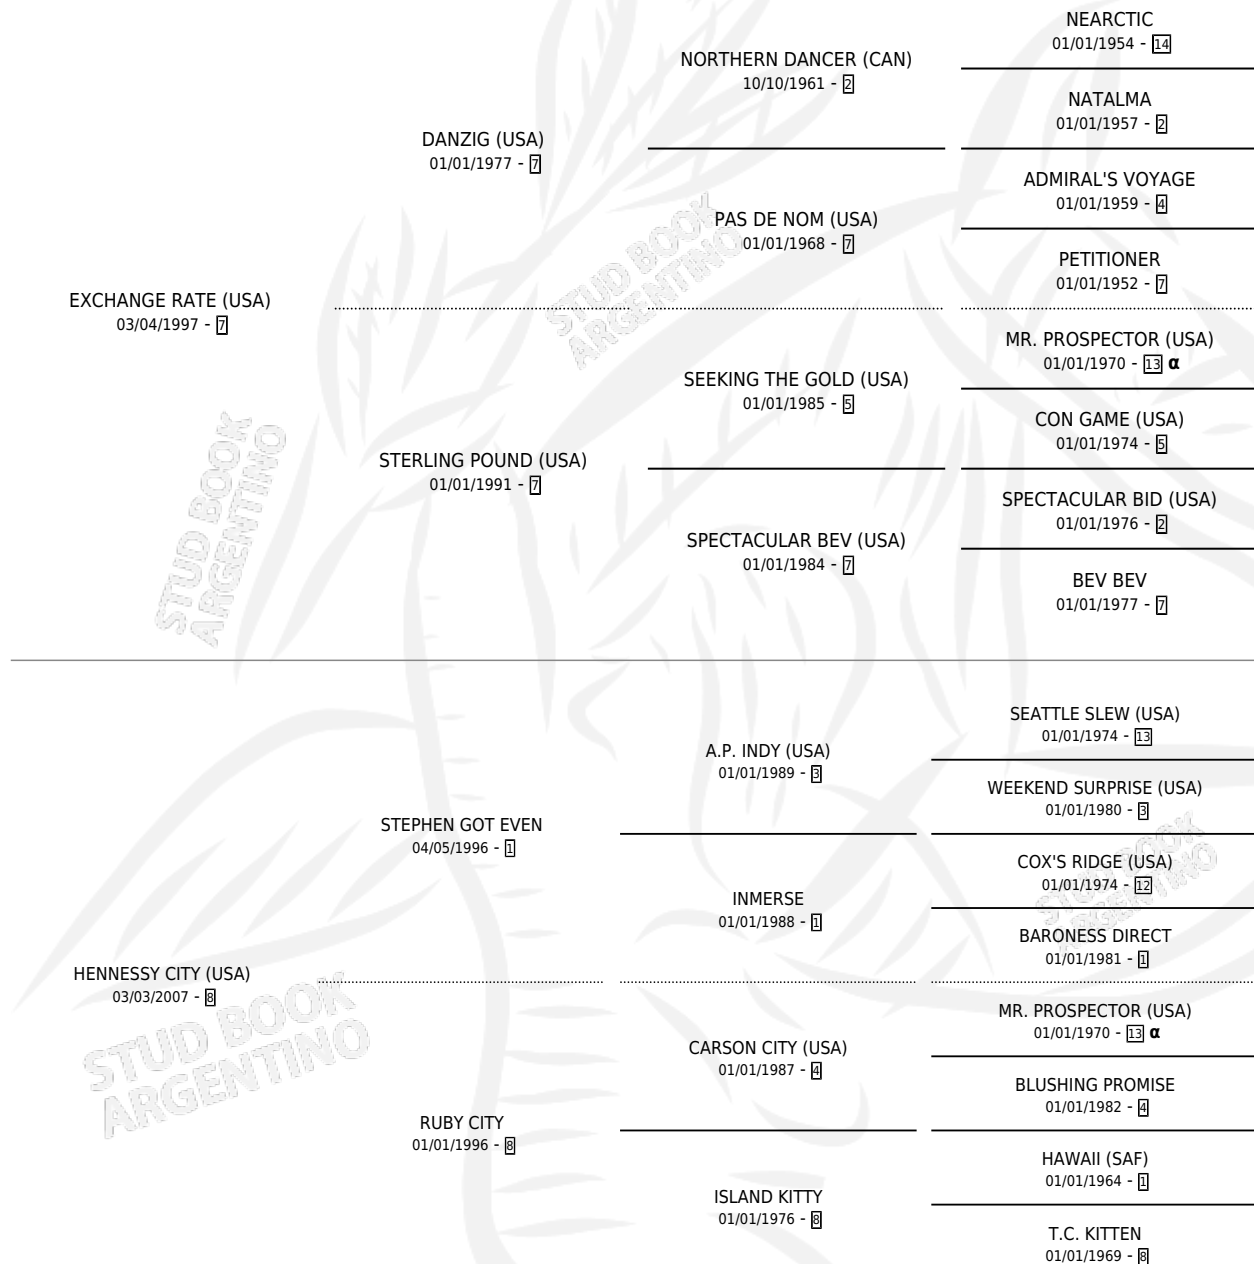 NEARCTIC
01/01/1954 - 14
NORTHERN DANCER (CAN)
10/10/1961 - 2
NATALMA
01/01/1957 - 2
DANZIG (USA)
01/01/1977 - 7
ADMIRAL'S VOYAGE
01/01/1959 - 4
PAS DE NOM (USA)
01/01/1968 - 7
PETITIONER
01/01/1952 - 7
EXCHANGE RATE (USA)
03/04/1997 - 7
MR. PROSPECTOR (USA)
01/01/1970 - 13 α
SEEKING THE GOLD (USA)
01/01/1985 - 5
CON GAME (USA)
01/01/1974 - 5
STERLING POUND (USA)
01/01/1991 - 7
SPECTACULAR BID (USA)
01/01/1976 - 2
SPECTACULAR BEV (USA)
01/01/1984 - 7
BEV BEV
01/01/1977 - 7
STUD BOOK
ARGENTINO
STUD BOOK
ARGENTINO
SEATTLE SLEW (USA)
01/01/1974 - 13
A.P. INDY (USA)
01/01/1989 - 3
WEEKEND SURPRISE (USA)
01/01/1980 - 3
STEPHEN GOT EVEN
04/05/1996 - 1
COX'S RIDGE (USA)
01/01/1974 - 12
INMERSE
01/01/1988 - 1
BARONESS DIRECT
01/01/1981 - 1
HENNESSY CITY (USA)
03/03/2007 - 8
MR. PROSPECTOR (USA)
01/01/1970 - 13 α
CARSON CITY (USA)
01/01/1987 - 4
BLUSHING PROMISE
01/01/1982 - 4
RUBY CITY
01/01/1996 - 8
HAWAII (SAF)
01/01/1964 - 1
ISLAND KITTY
01/01/1976 - 8
T.C. KITTEN
01/01/1969 - 8
STUD BOOK
ARGENTINO
STUD BOOK
ARGENTINO